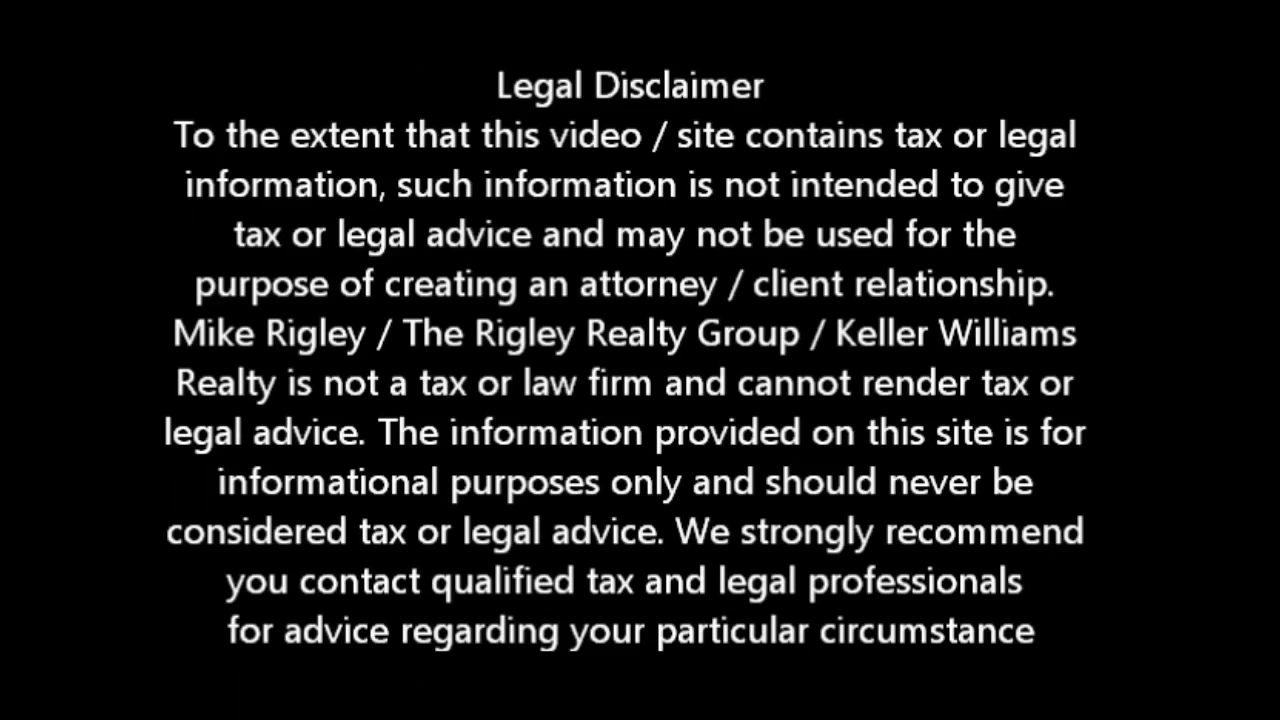 Legal Disclaimer
To the extent that this video / site contains tax or legal
information, such information is not intended to give
tax or legal advice and may not be used for the
purpose of creating an attorney / client relationship.
Mike Rigley / The Rigley Realty Group / Keller Williams
Realty is not a tax or law firm and cannot render tax or
legal advice. The information provided on this site is for
informational purposes only and should never be
considered tax or legal advice. We strongly recommend
you contact qualified tax and legal professionals
for advice regarding your particular circumstance